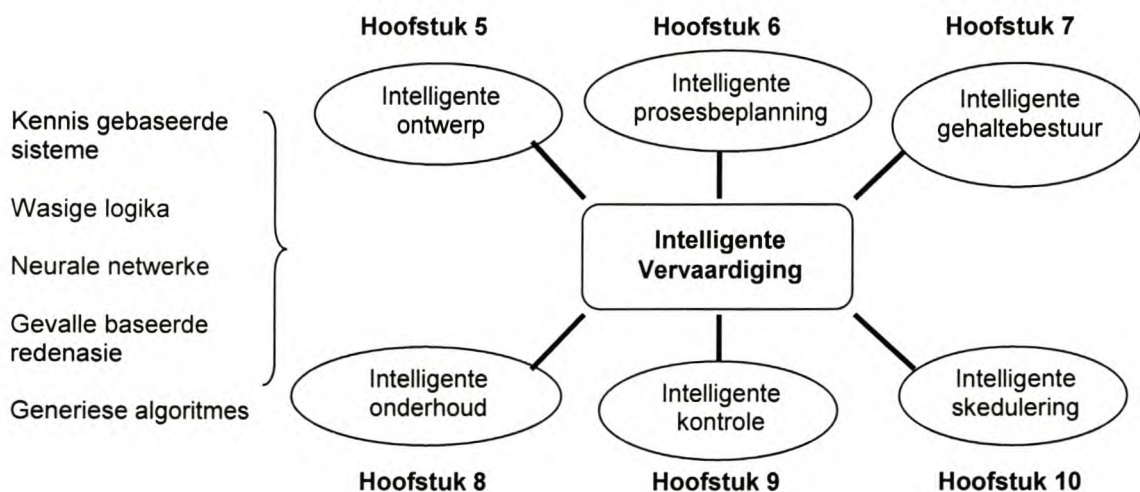 Hoofstuk 5
Hoofstuk 6
Hoofstuk 7
Intelligente
ontwerp
Intelligente
prosesbeplanning
Intelligente
gehaltebestuur
Kennis gebaseerde
sisteme
Wasige logika
Neurale netwerke
Gevalle baseerde
redenasie
Generiese algoritmes
Intelligente
Vervaardiging
Intelligente
onderhoud
Intelligente
kontrole
Intelligente
skedulering
Hoofstuk 8
Hoofstuk 9
Hoofstuk 10